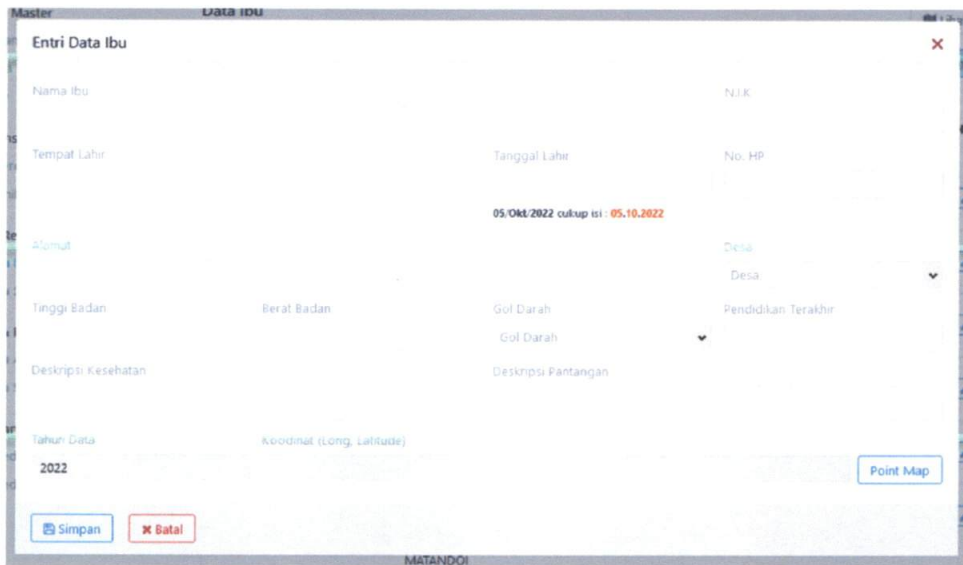 Master Data Ibu
Entri Data Ibu
Nama Ibu N.I.K
Tempat Lahir Tanggal Lahir No. HP
05/Okt/2022 cukup isi : 05.10.2022
Alamat Desa
Desa
Tinggi Badan Berat Badan Gol Darah Pendidikan Terakhir
Gol Darah
Deskripsi Kesehatan Deskripsi Pantangan
Tahun Data Koodinat (Long, Latitude)
2022 Point Map
Simpan Batal
MATANDOI